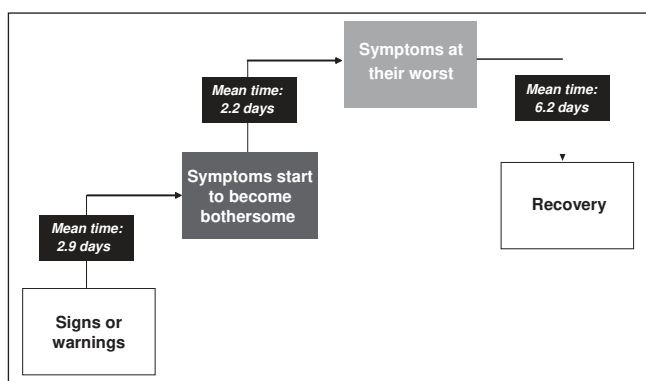 Symptoms at
their worst
Mean time:
2.2 days
Mean time:
6.2 days
Symptoms start
to become
bothersome
Recovery
Mean time:
2.9 days
Signs or
warnings